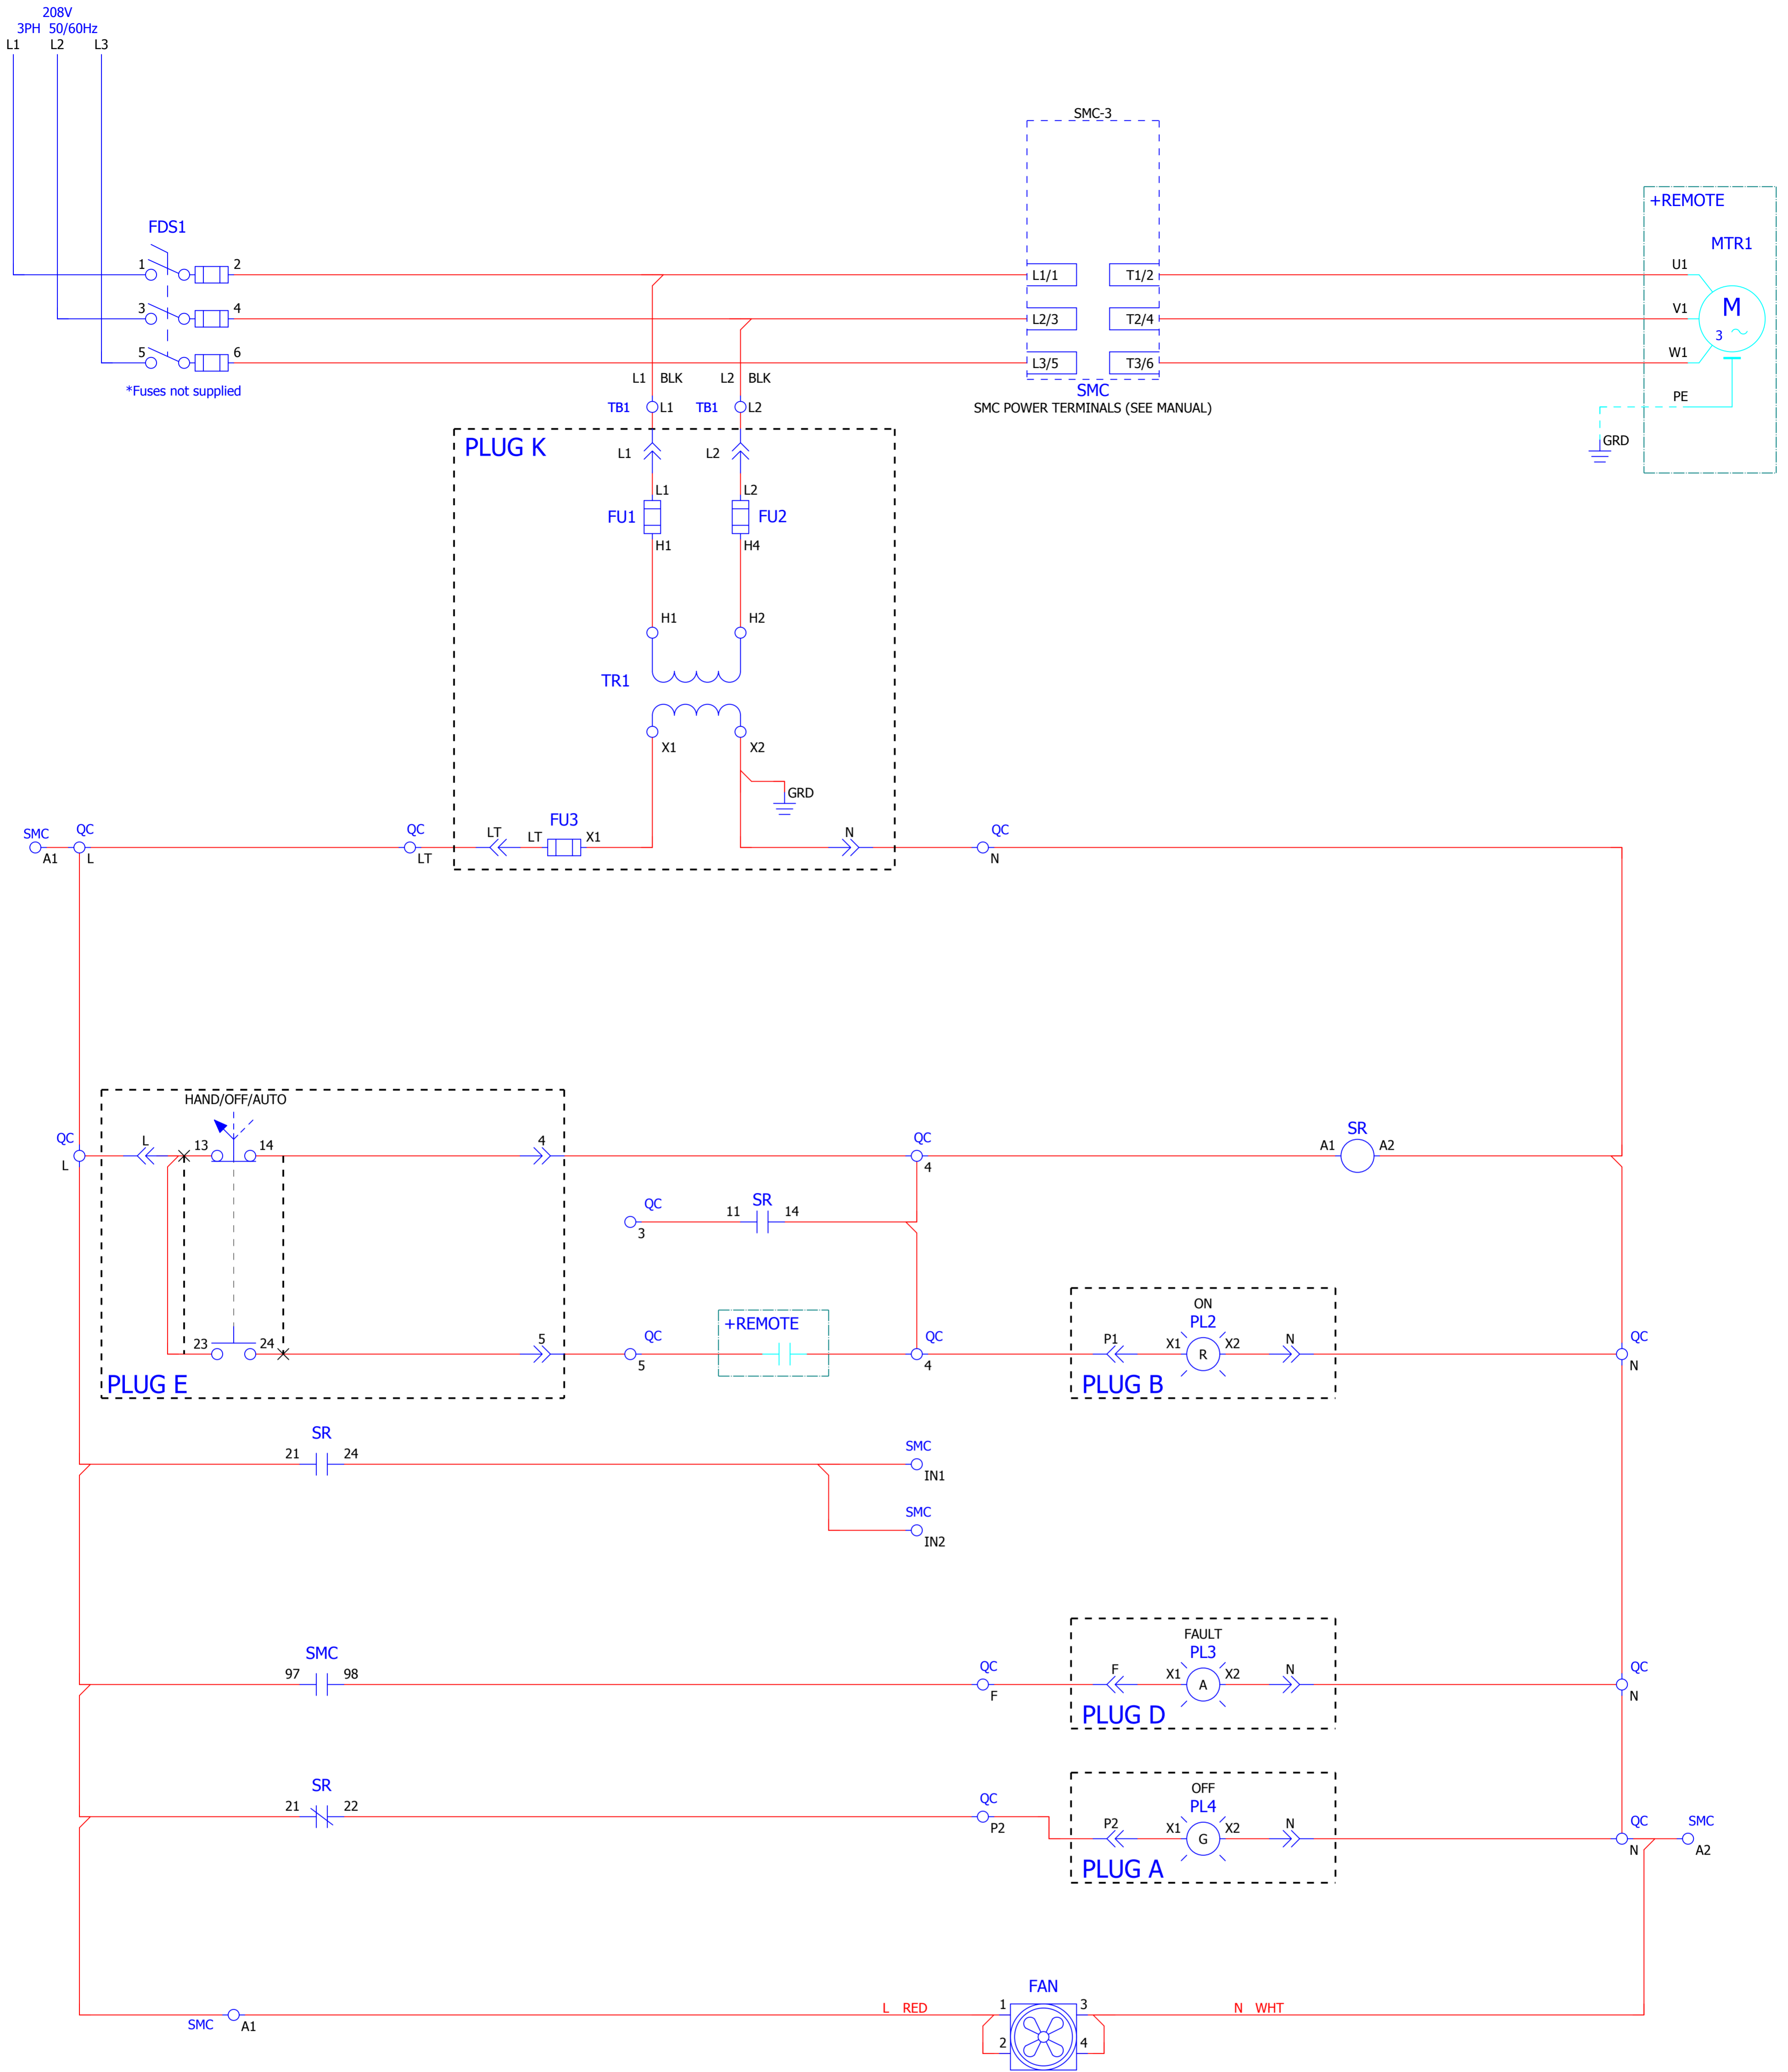 208V
3PH 50/60Hz
L1 L2 L3
SMC-3
+REMOTE
MTR1
FDS1
1 2 L1/1 T1/2 U1
M
3 4 L2/3 T2/4 V1
3
5 6 L3/5 T3/6 W1
*Fuses not supplied
L1 BLK L2 BLK
SMC
SMC POWER TERMINALS (SEE MANUAL)
PE
TB1 L1 TB1 L2
GRD
PLUG K
L1 L2
L1 L2
FU1 FU2
H1 H4
H1 H2
TR1
X1 X2
GRD
SMC QC QC LT LT FU3 X1 N QC
A1 L LT N
HAND/OFF/AUTO
QC L 13 14 4 QC A1 SR A2
L 4
QC 11 SR 14
3
ON
+REMOTE PL2
23 24 5 QC QC P1 X1 R X2 N QC
5 4 N
PLUG E PLUG B
SR
21 24 SMC
IN1
SMC
IN2
FAULT
SMC PL3
97 98 QC F X1 A X2 N QC
F N
PLUG D
OFF
SR PL4
21 22 QC P2 X1 G X2 N QC SMC
P2 N A2
PLUG A
FAN
L RED 1 3 N WHT
SMC A1
2 4